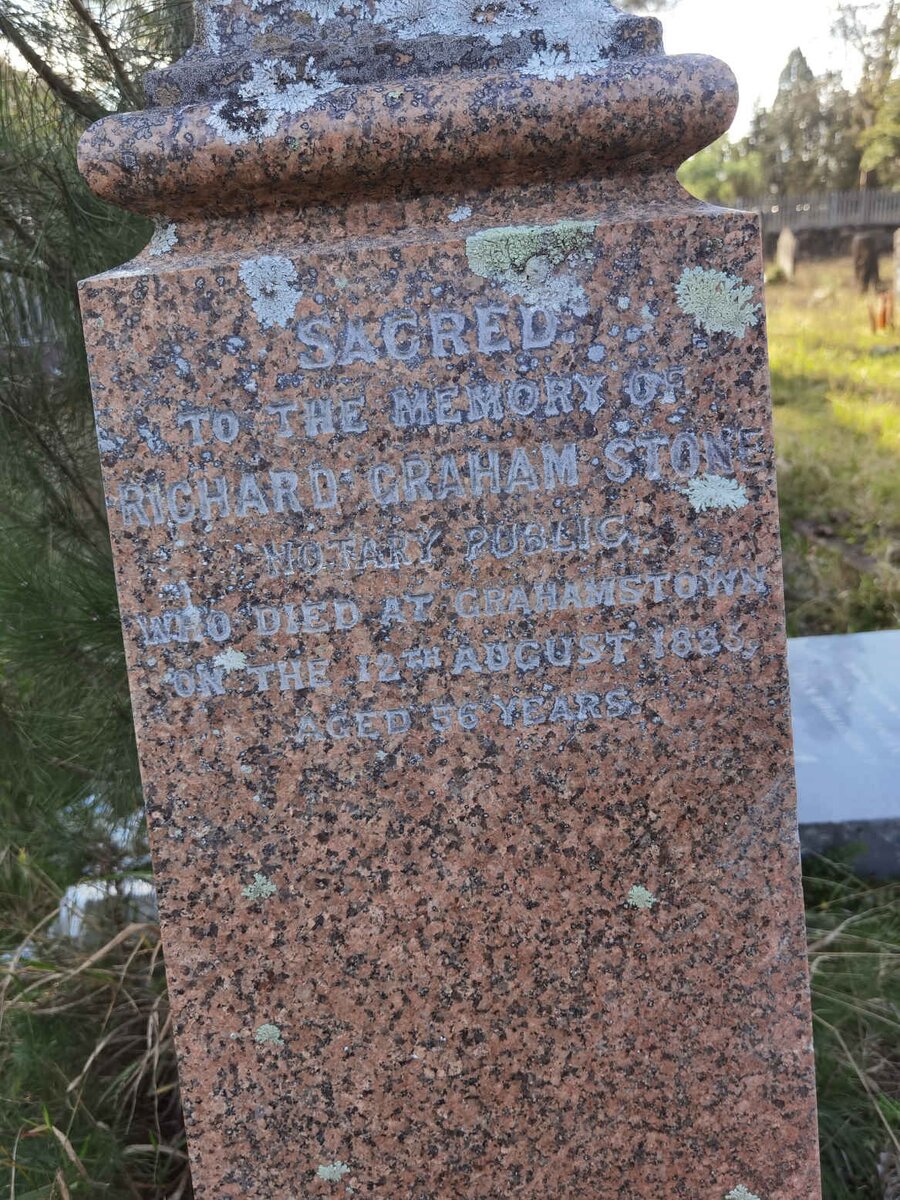 SACRED.
TO THE MEMORY OF
RICHARD GRAHAM STONE
NOTARY PUBLIC.
WHO DIED AT GRAHAMSTOWN
ON THE 12TH AUGUST
AGED 56 YEARS.